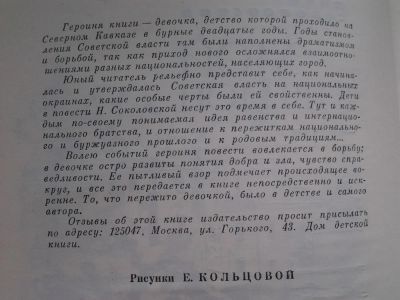 Героиня книги — девочка, детство которой проходило на
Северном Кавказе в бурные двадцатые годы. Годы станов-
ления Советской власти там были наполнены драматизмом
и борьбой, так как приход нового осложнялся взаимоотно-
шениями разных национальностей, населяющих город.
Юный читатель рельефно представит себе, как начина-
лась и утверждалась Советская власть на национальных
окраинах, какие особые черты были ей свойственны. Дети
в повести Н. Соколовской несут это время в себе. Тут и каж-
дым по-своему понимаемая идея равенства и интернацио-
нального братства, и отношение к пережиткам национально-
го и буржуазного прошлого и к родовым традициям...
Волею событий героиня повести вовлекается в борьбу;
в девочке остро развиты понятия добра и зла, чувство спра-
ведливости. Ее пытливый взор подмечает происходящее во-
круг, и все это передается в книге непосредственно и иск-
ренне. То, что пережито девочкой, было в детстве и самого
автора.
Отзывы об этой книге издательство просит присылать
по адресу: 125047, Москва, ул. Горького, 43. Дом детской
книги.
Рисунки Е. КОЛЬЦОВОЙ